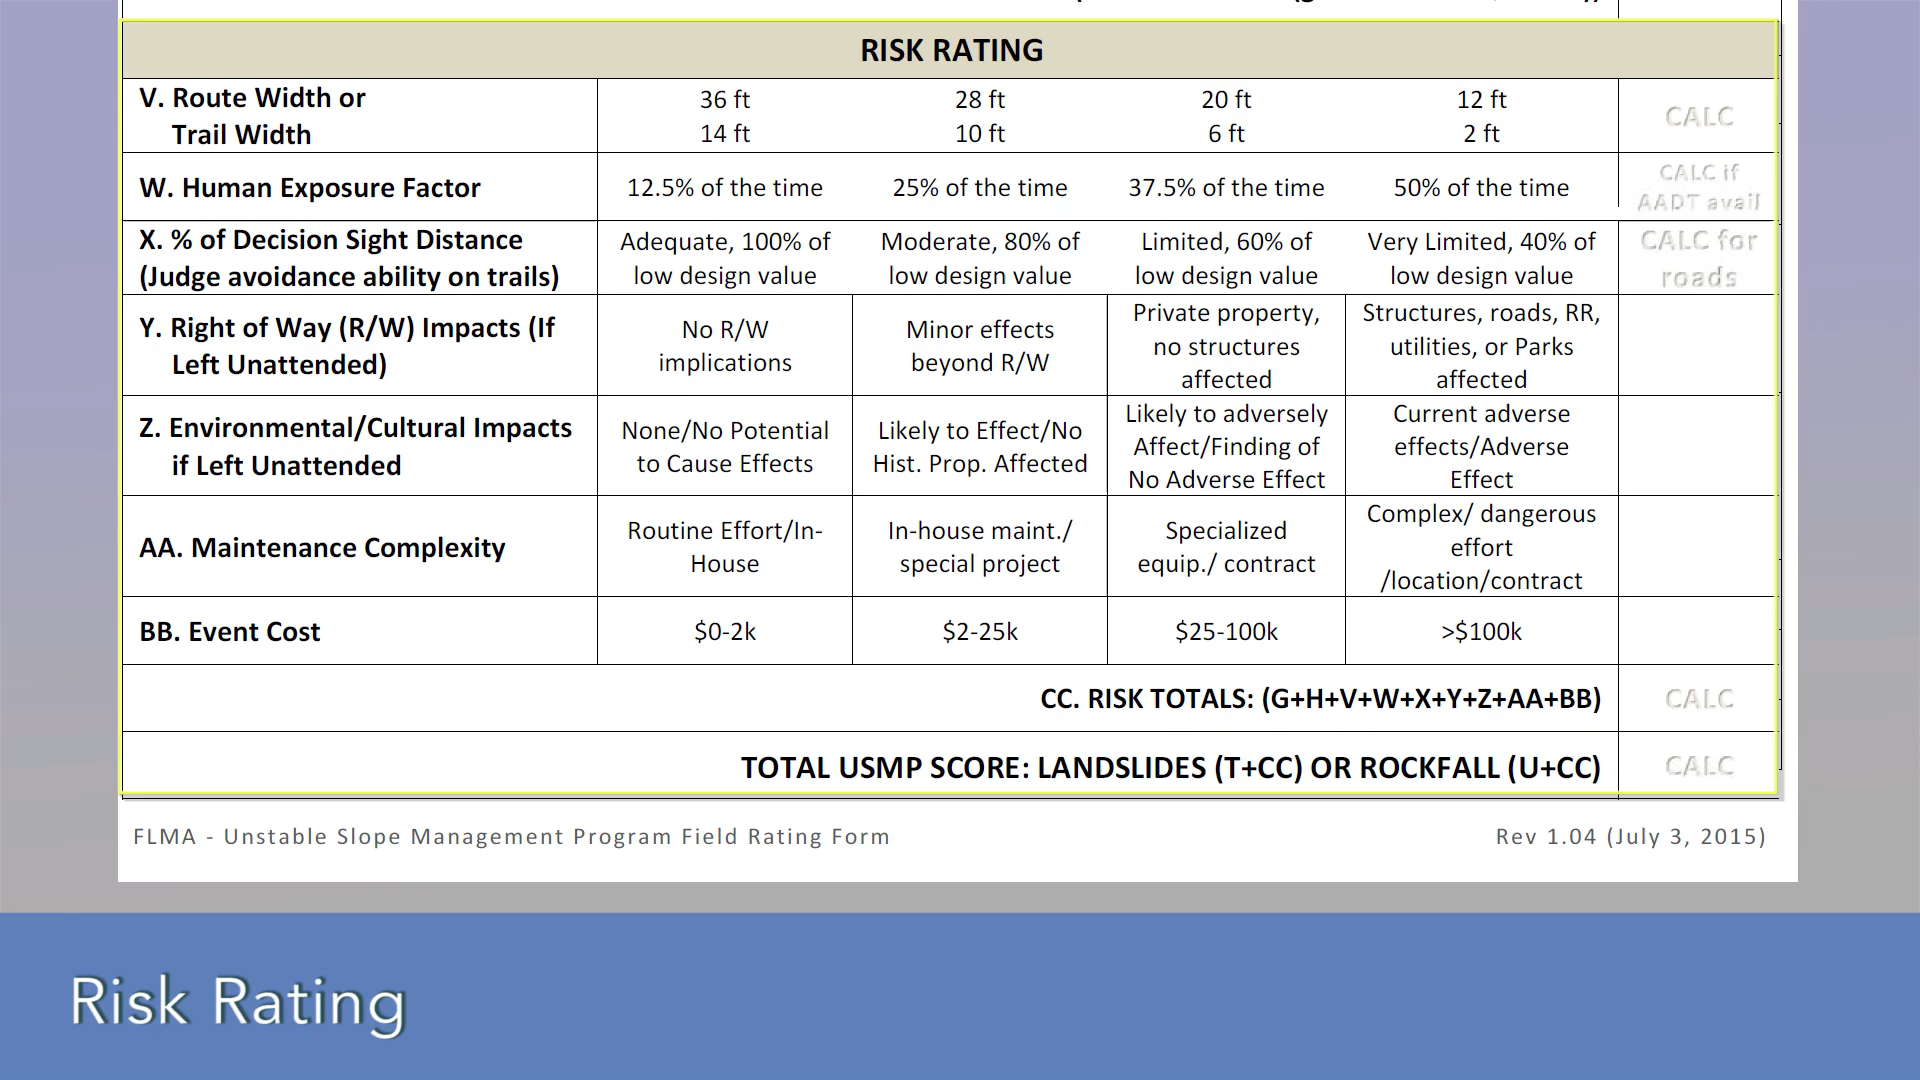 RISK RATING
V. Route Width or
Trail Width
36 ft
14 ft
28 ft
10 ft
20 ft
6 ft
12 ft
2 ft
CALC
W. Human Exposure Factor
12.5% of the time
25% of the time
37.5% of the time
50% of the time
CALC if
AADT avail
X. % of Decision Sight Distance
(Judge avoidance ability on trails)
Adequate, 100% of
low design value
Moderate, 80% of
low design value
Limited, 60% of
low design value
Very Limited, 40% of
low design value
CALC for
roads
Y. Right of Way (R/W) Impacts (If
Left Unattended)
No R/W
implications
Minor effects
beyond R/W
Private property,
no structures
affected
Structures, roads, RR,
utilities, or Parks
affected
Z. Environmental/Cultural Impacts
if Left Unattended
None/No Potential
to Cause Effects
Likely to Effect/No
Hist. Prop. Affected
Likely to adversely
Affect/Finding of
No Adverse Effect
Current adverse
effects/Adverse
Effect
AA. Maintenance Complexity
Routine Effort/In-
House
In-house maint./
special project
Specialized
equip./ contract
Complex/ dangerous
effort
/location/contract
BB. Event Cost
$0-2k
$2-25k
$25-100k
>$100k
CC. RISK TOTALS: (G+H+V+W+X+Y+Z+AA+BB)
CALC
TOTAL USMP SCORE: LANDSLIDES (T+CC) OR ROCKFALL (U+CC)
CALC
FLMA - Unstable Slope Management Program Field Rating Form
Rev 1.04 (July 3, 2015)
Risk Rating